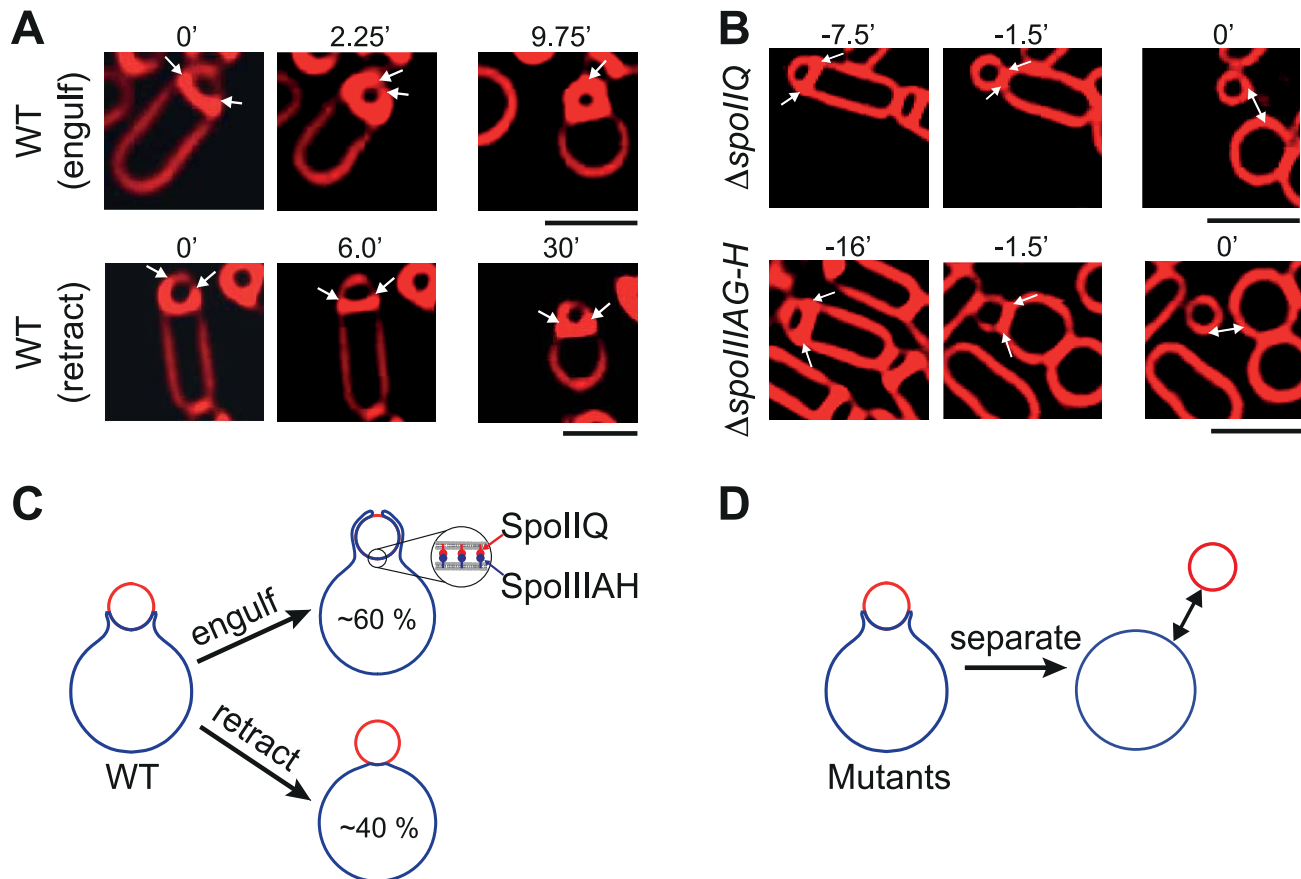 A
0’ 2.25’ 9.75’
WT
(engulf)
0’ 6.0’ 30’
WT
(retract)
B
-7.5’ -1.5’ 0’
ΔspoIIQ
-16’ -1.5’ 0’
ΔspoIIIAG-H
C
WT
engulf
~60 %
SpoIIQ
SpoIIIAH
retract
~40 %
D
Mutants
separate